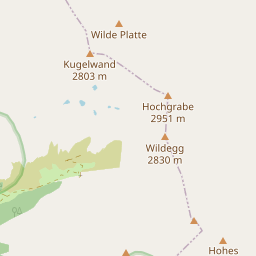 Wilde Platte
Kugelwand
2803 m
Hochgrabe
2951 m
Wildegg
2830 m
Hohes